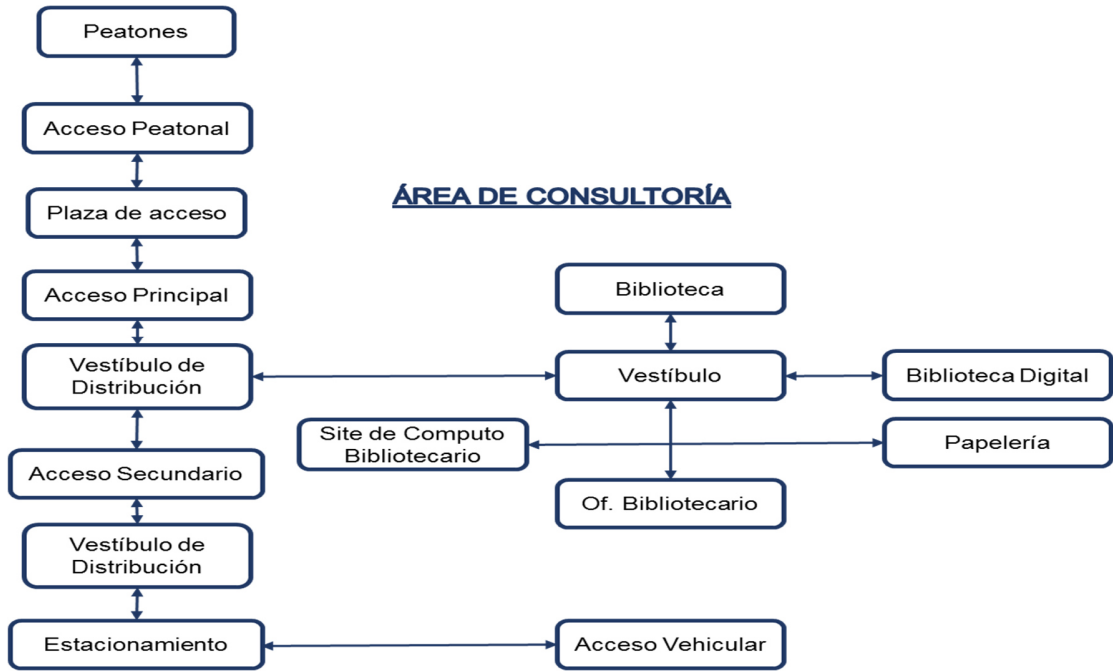 Peatones
Acceso Peatonal
Plaza de acceso
ÁREA DE CONSULTORÍA
Acceso Principal
Biblioteca
Vestíbulo de
Distribución
Vestíbulo
Biblioteca Digital
Site de Computo
Bibliotecario
Papelería
Acceso Secundario
Of. Bibliotecario
Vestíbulo de
Distribución
Estacionamiento
Acceso Vehicular